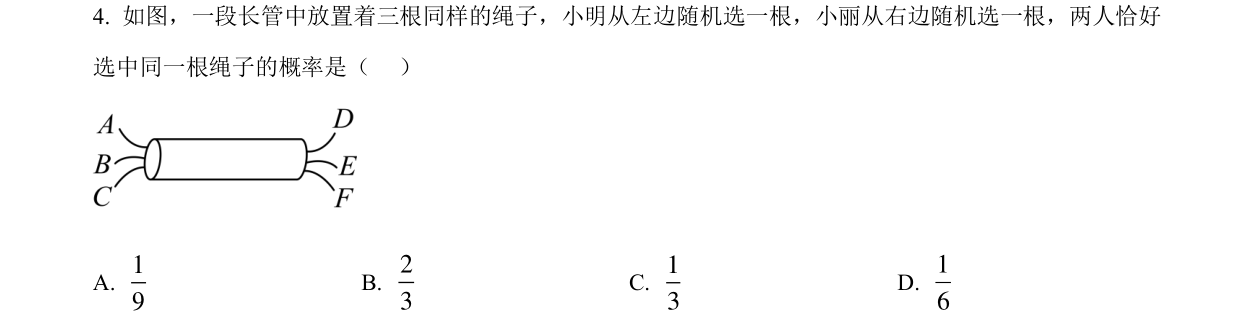 4. 如图，一段长管中放置着三根同样的绳子，小明从左边随机选一根，小丽从右边随机选一根，两人恰好
选中同一根绳子的概率是（ ）
A D
B E
C F
A. 1/9 B. 2/3 C. 1/3 D. 1/6